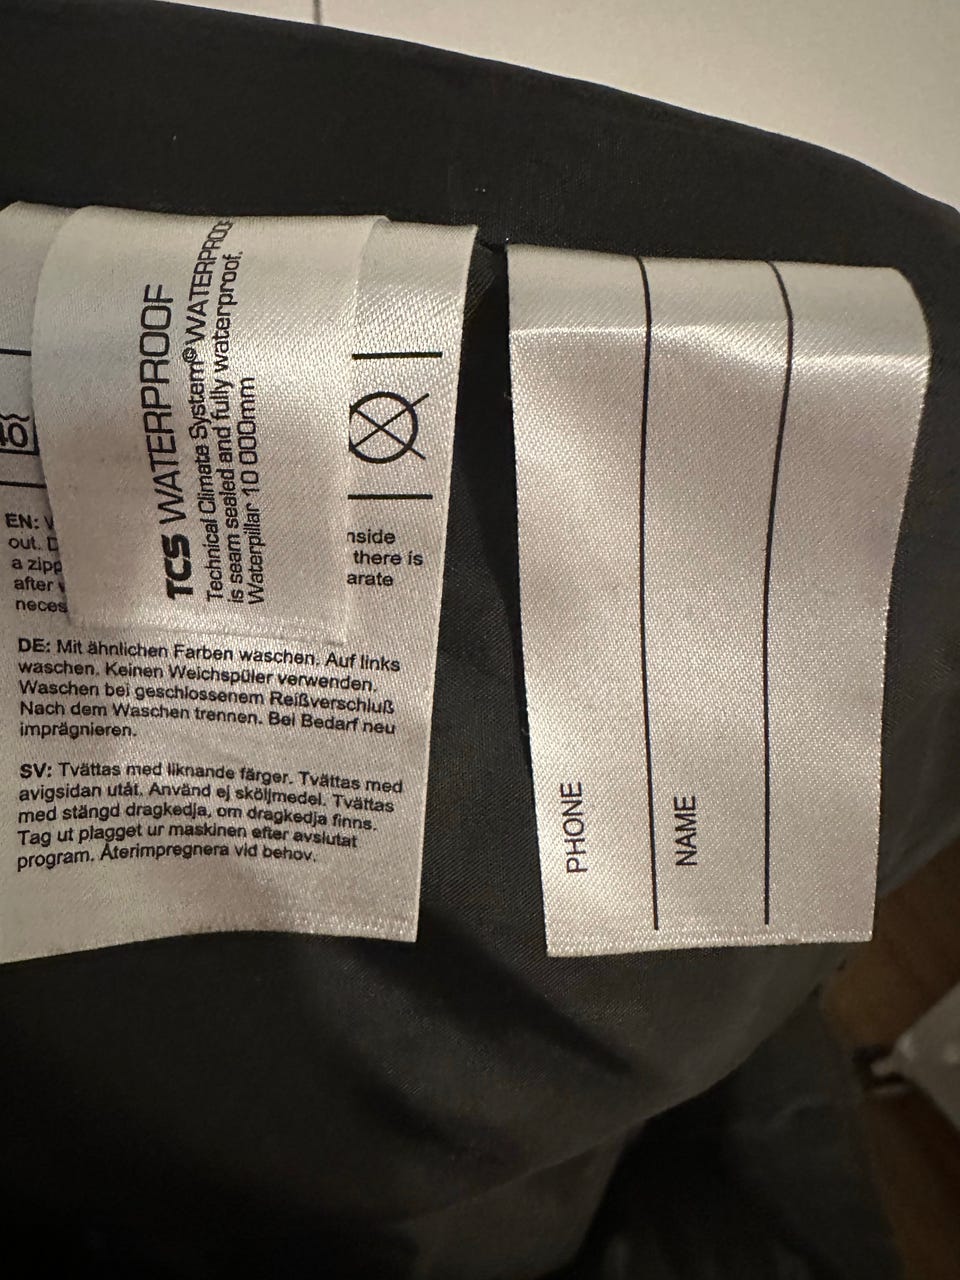 TCS WATERPROOF
Technical Climate System© WATERPROOF
is seam sealed and fully waterproof.
Waterpillar 10 000mm
EN:
out.
a zipp
after
neces
nside
there is
arate
DE: Mit ähnlichen Farben waschen. Auf links
waschen. Keinen Weichspüler verwenden.
Waschen bei geschlossenem Reißverschluß
Nach dem Waschen trennen. Bei Bedarf neu
imprägnieren.
SV: Tvättas med liknande färger. Tvättas med
avigsidan utåt. Använd ej sköljmedel. Tvättas
med stängd dragkedja, om dragkedja finns.
Tag ut plagget ur maskinen efter avslutat
program. Återimpregnera vid behov.
PHONE
NAME